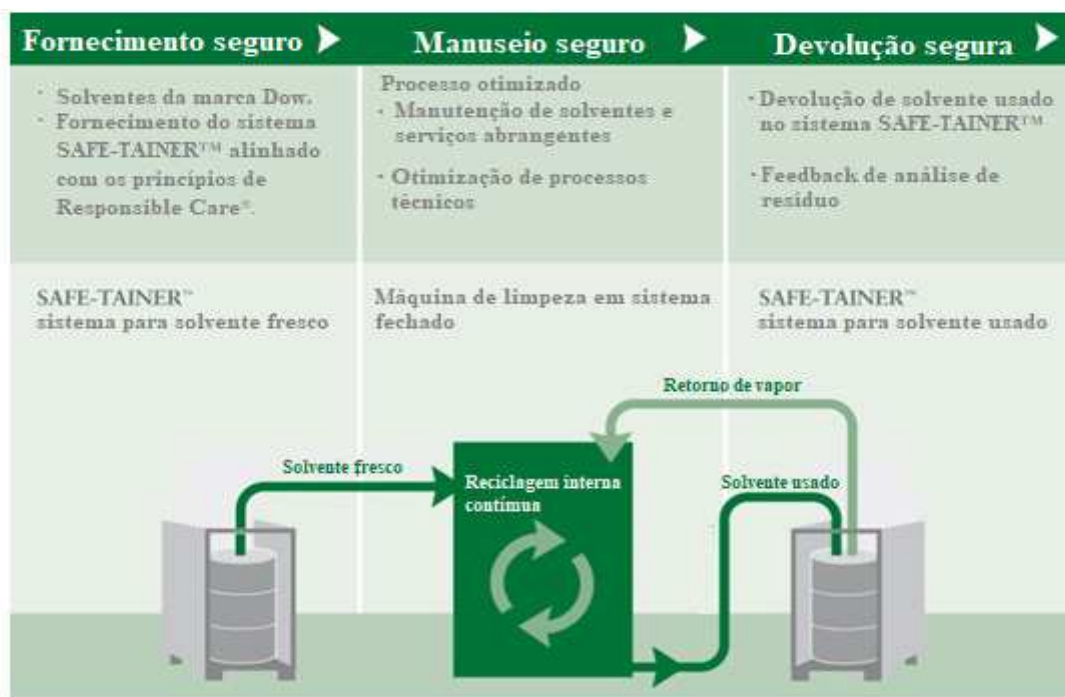 Fornecimento seguro
Manuseio seguro
Devolução segura
· Solventes da marca Dow.
· Fornecimento do sistema
SAFE-TAINER™ alinhado
com os princípios de
Responsible Care®.
Processo otimizado
· Manutenção de solventes e
serviços abrangentes
· Otimização de processos
técnicos
· Devolução de solvente usado
no sistema SAFE-TAINER™
· Feedback de análise de
resíduo
SAFE-TAINER™
sistema para solvente fresco
Máquina de limpeza em sistema
fechado
SAFE-TAINER™
sistema para solvente usado
Retorno de vapor
Solvente fresco
Reciclagem interna
contímua
Solvente usado